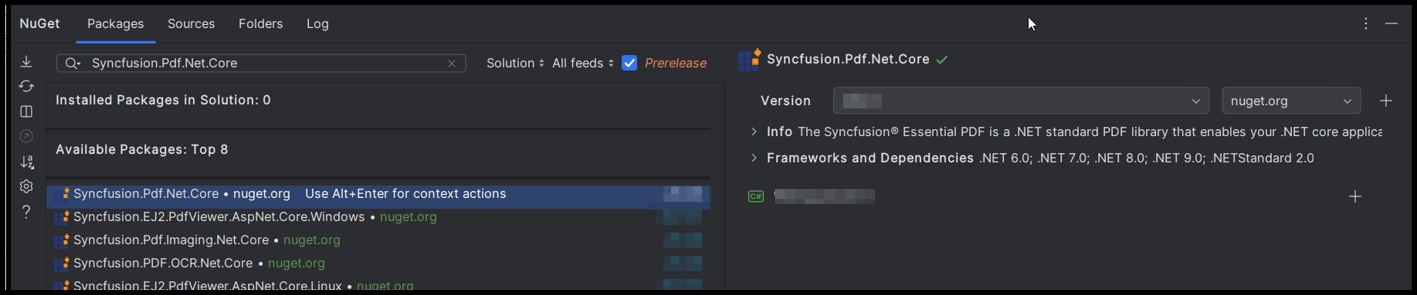 NuGet Packages Sources Folders Log
Syncfusion.Pdf.Net.Core
Solution All feeds Prerelease
Installed Packages in Solution: 0
Available Packages: Top 8
Syncfusion.Pdf.Net.Core • nuget.org Use Alt+Enter for context actions
Syncfusion.EJ2.PdfViewer.AspNet.Core.Windows • nuget.org
Syncfusion.Pdf.Imaging.Net.Core • nuget.org
Syncfusion.PDF.OCR.Net.Core • nuget.org
Syncfusion.EJ2.PdfViewer.AspNet.Core.Linux • nuget.org
Syncfusion.Pdf.Net.Core
Version nuget.org
Info The Syncfusion® Essential PDF is a .NET standard PDF library that enables your .NET core applica
Frameworks and Dependencies .NET 6.0; .NET 7.0; .NET 8.0; .NET 9.0; .NETStandard 2.0
C#